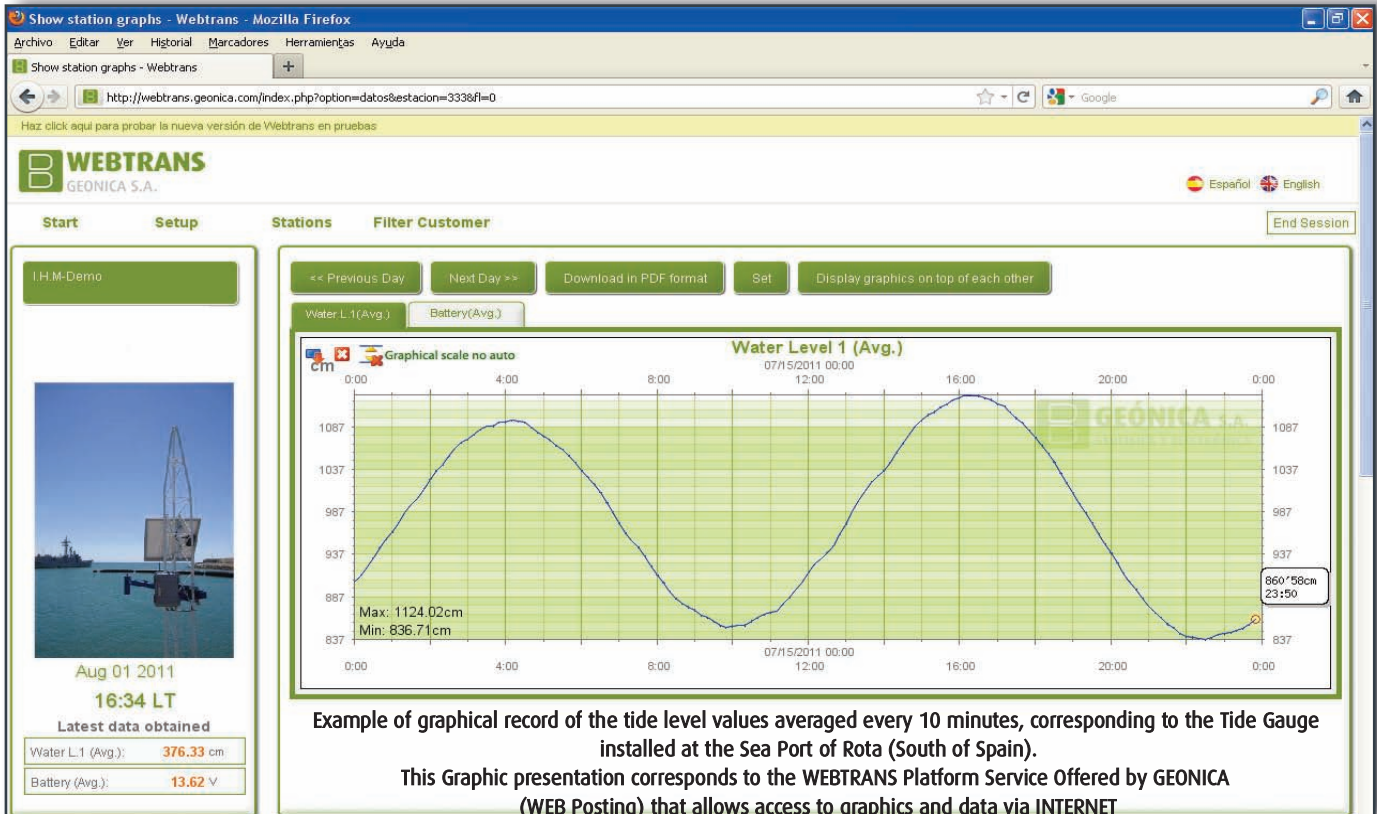 Show station graphs - Webtrans - Mozilla Firefox
Archivo Editar Ver Historial Marcadores Herramientas Ayuda
Show station graphs - Webtrans
http://webtrans.geonica.com/index.php?option=datos&estacion=333&fl=0
Google
Haz click aqui para probar la nueva versión de Webtrans en pruebas
WEBTRANS
GEONICA S.A.
Español English
Start Setup Stations Filter Customer End Session
I.H.M-Demo
<< Previous Day Next Day >> Download in PDF format Set Display graphics on top of each other
Water L.1(Avg.) Battery(Avg.)
Graphical scale no auto
Water Level 1 (Avg.)
cm
07/15/2011 00:00
0:00 4:00 8:00 12:00 16:00 20:00 0:00
GEÓNICA S.A.
1087 1087
1037 1037
987 987
937 937
860´58cm
23:50
887
Max: 1124.02cm
Min: 836.71cm
837 837
07/15/2011 00:00
0:00 4:00 8:00 12:00 16:00 20:00 0:00
Aug 01 2011
16:34 LT
Latest data obtained
Water L.1 (Avg.): 376.33 cm
Battery (Avg.): 13.62 V
Example of graphical record of the tide level values averaged every 10 minutes, corresponding to the Tide Gauge
installed at the Sea Port of Rota (South of Spain).
This Graphic presentation corresponds to the WEBTRANS Platform Service Offered by GEONICA
(WEB Posting) that allows access to graphics and data via INTERNET